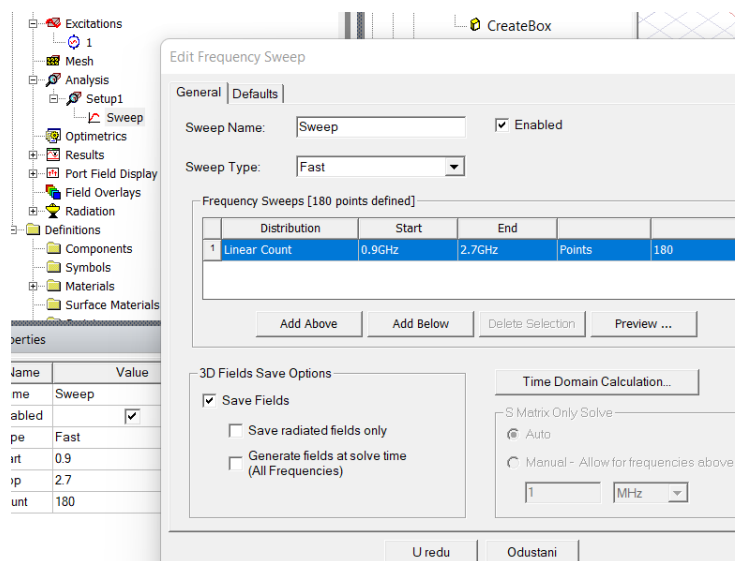 Excitations
1
Mesh
Analysis
Setup1
Sweep
Optimetrics
Results
Port Field Display
Field Overlays
Radiation
Definitions
Components
Symbols
Materials
Surface Materials
CreateBox
perties
Name Value
me Sweep
abled
pe Fast
art 0.9
op 2.7
unt 180
Edit Frequency Sweep
General Defaults
Sweep Name: Sweep Enabled
Sweep Type: Fast
Frequency Sweeps [180 points defined]
Distribution Start End
1 Linear Count 0.9GHz 2.7GHz Points 180
Add Above Add Below Delete Selection Preview ...
3D Fields Save Options
Save Fields
Save radiated fields only
Generate fields at solve time
(All Frequencies)
Time Domain Calculation...
S Matrix Only Solve
Auto
Manual - Allow for frequencies above
1 MHz
U redu Odustani